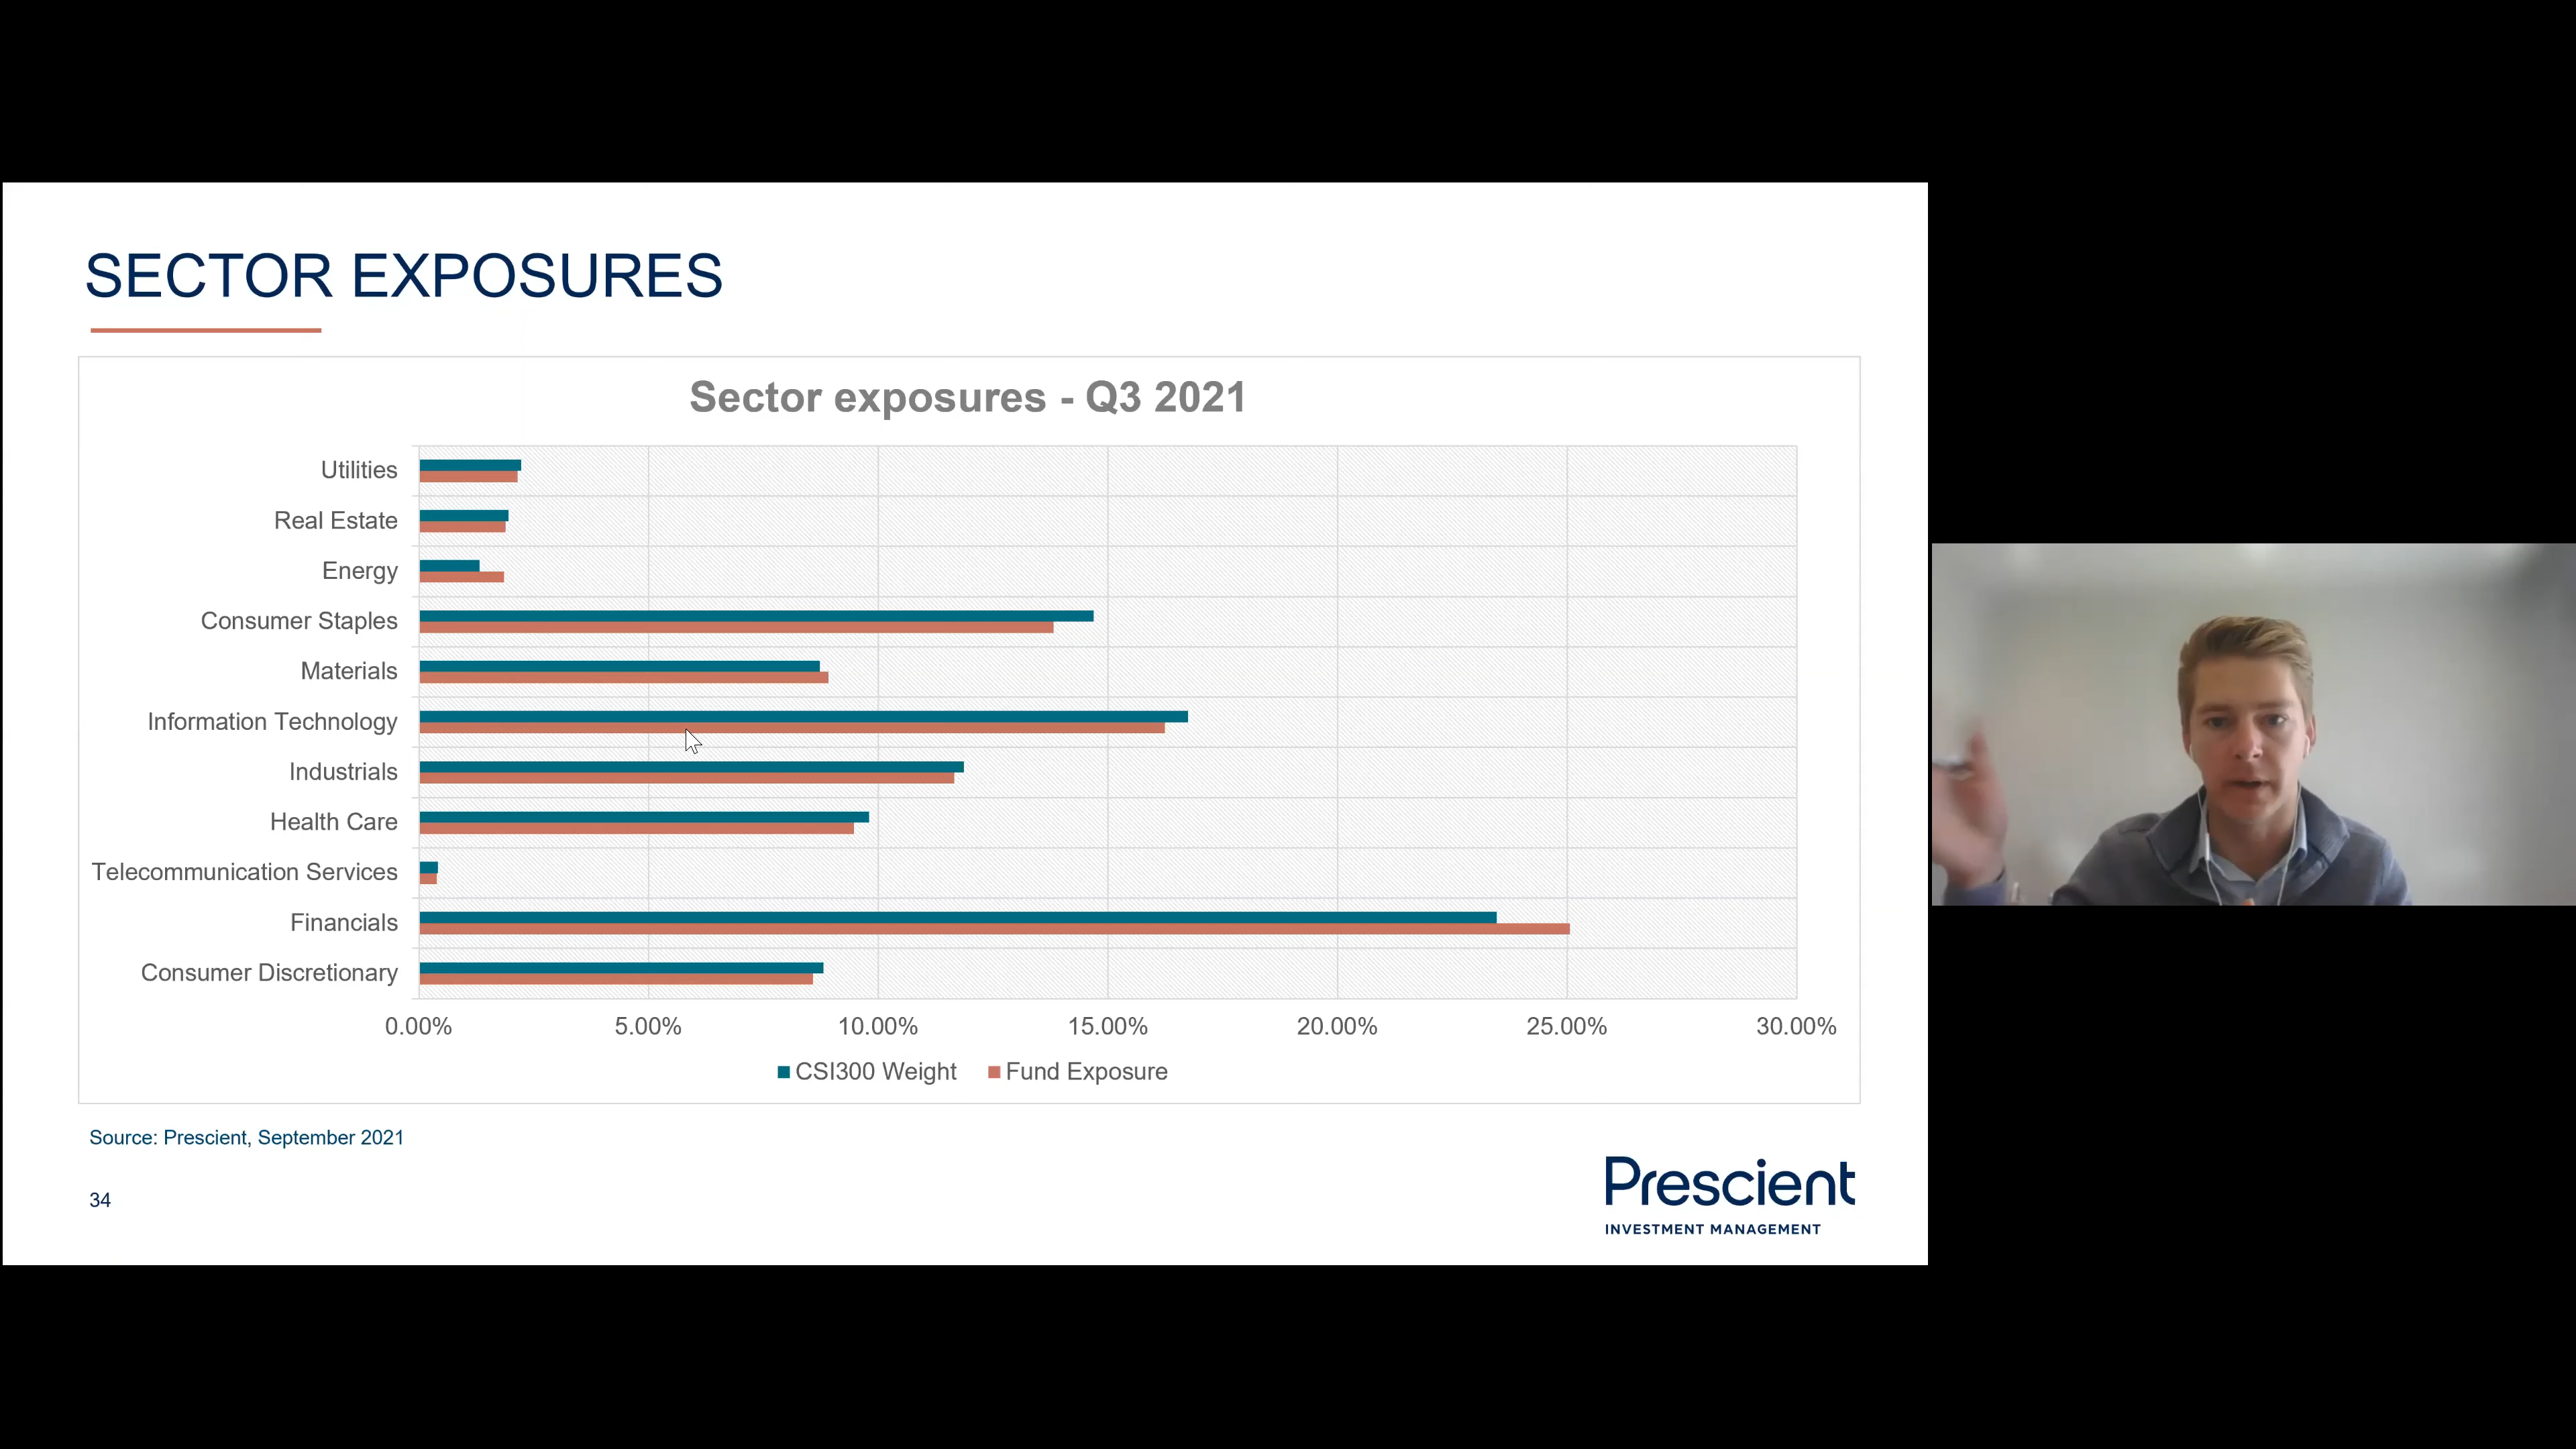 SECTOR EXPOSURES
Sector exposures - Q3 2021
Utilities
Real Estate
Energy
Consumer Staples
Materials
Information Technology
Industrials
Health Care
Telecommunication Services
Financials
Consumer Discretionary
0.00% 5.00% 10.00% 15.00% 20.00% 25.00% 30.00%
CSI300 Weight Fund Exposure
Source: Prescient, September 2021
34
Prescient
INVESTMENT MANAGEMENT